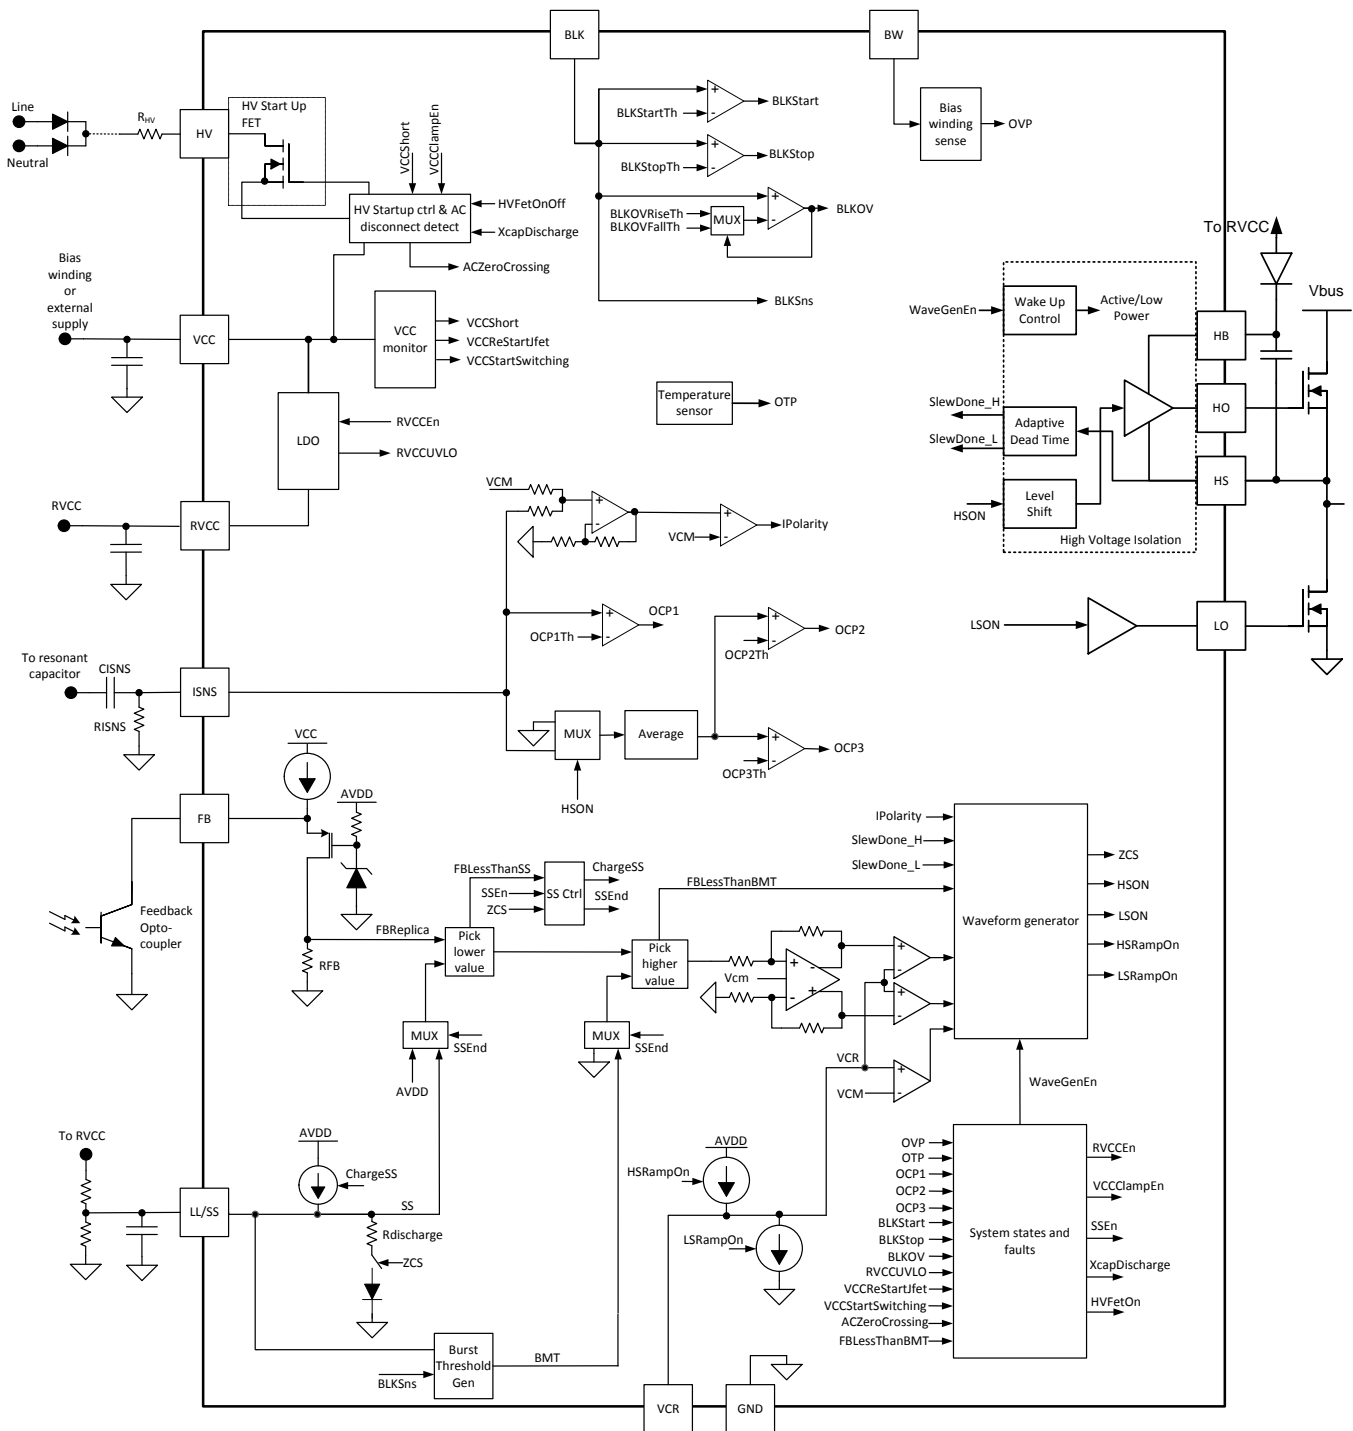 BLK
BW
Line
Neutral
RHV
HV
HV Start Up
FET
VCCShort
VCCClampEn
HV Startup ctrl & AC
disconnect detect
HVFetOnOff
XcapDischarge
ACZeroCrossing
BLKStartTh
BLKStart
BLKStopTh
BLKStop
BLKOVRiseTh
BLKOVFallTh
MUX
BLKOV
BLKSns
Bias
winding
sense
OVP
Bias
winding
or
external
supply
VCC
VCC
monitor
VCCShort
VCCReStartJfet
VCCStartSwitching
LDO
RVCCEn
RVCCUVLO
Temperature
sensor
OTP
To RVCC
Vbus
WaveGenEn
Wake Up
Control
Active/Low
Power
HB
SlewDone_H
SlewDone_L
Adaptive
Dead Time
HO
HS
HSON
Level
Shift
High Voltage Isolation
RVCC
RVCC
VCM
VCM
IPolarity
OCP1Th
OCP1
OCP2Th
OCP2
LSON
LO
To resonant
capacitor
CISNS
RISNS
ISNS
MUX
Average
HSON
OCP3Th
OCP3
VCC
AVDD
FB
Feedback
Opto-
coupler
RFB
FBReplica
FBLessThanSS
SSEn
ZCS
SS Ctrl
ChargeSS
SSEnd
Pick
lower
value
FBLessThanBMT
Pick
higher
value
Vcm
IPolarity
SlewDone_H
SlewDone_L
Waveform generator
ZCS
HSON
LSON
HSRampOn
LSRampOn
MUX
SSEnd
AVDD
MUX
SSEnd
VCR
VCM
WaveGenEn
To RVCC
LL/SS
AVDD
ChargeSS
SS
Rdischarge
ZCS
AVDD
HSRampOn
LSRampOn
OVP
OTP
OCP1
OCP2
OCP3
BLKStart
BLKStop
BLKOV
RVCCUVLO
VCCReStartJfet
VCCStartSwitching
ACZeroCrossing
FBLessThanBMT
System states and
faults
RVCCEn
VCCClampEn
SSEn
XcapDischarge
HVFetOn
Burst
Threshold
Gen
BLKSns
BMT
VCR
GND